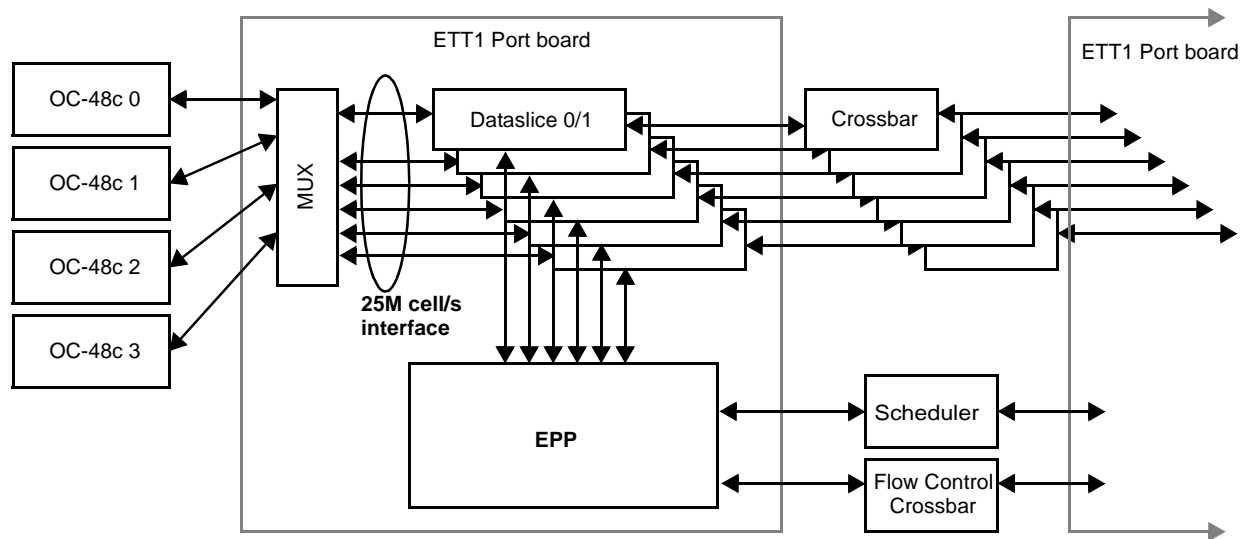 ETT1 Port board
ETT1 Port board
OC-48c 0
OC-48c 1
OC-48c 2
OC-48c 3
MUX
Dataslice 0/1
Crossbar
25M cell/s
interface
EPP
Scheduler
Flow Control
Crossbar